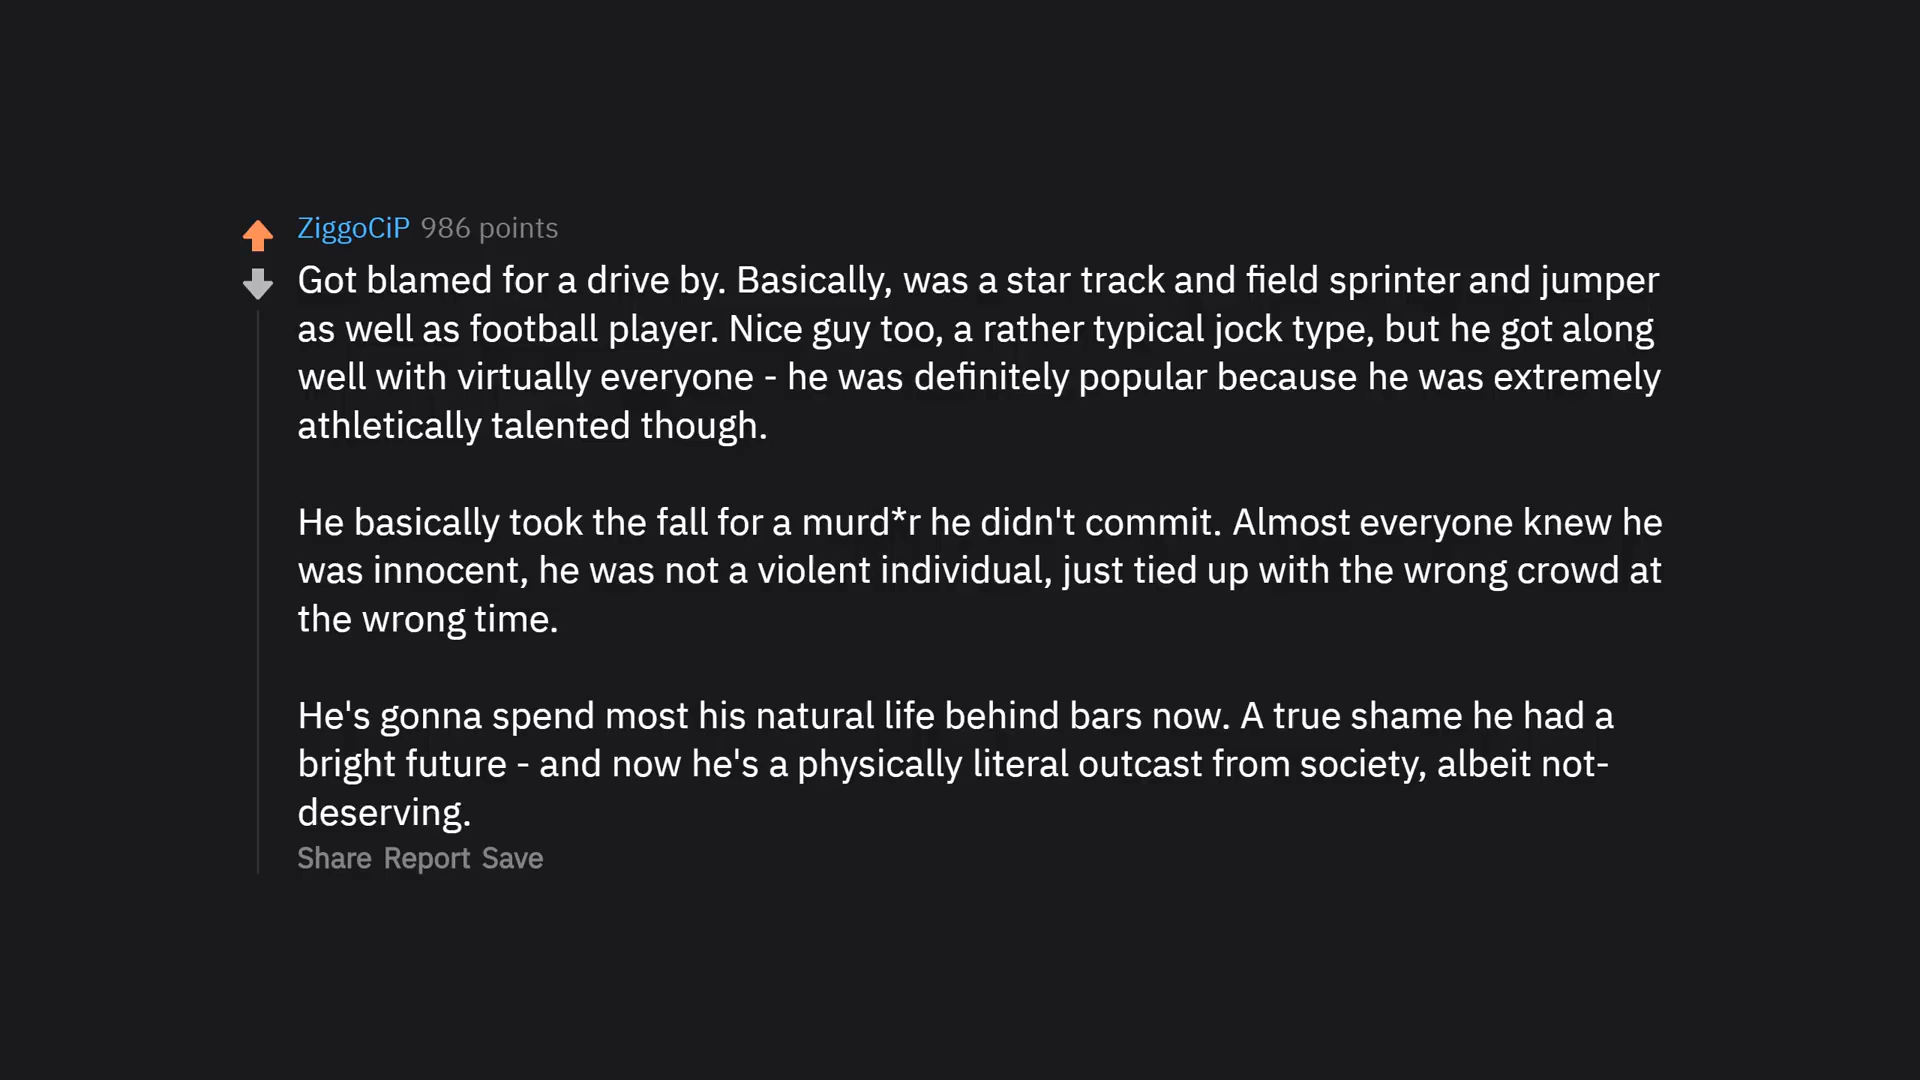 ZiggoCiP 986 points
Got blamed for a drive by. Basically, was a star track and field sprinter and jumper
as well as football player. Nice guy too, a rather typical jock type, but he got along
well with virtually everyone - he was definitely popular because he was extremely
athletically talented though.
He basically took the fall for a murd*r he didn't commit. Almost everyone knew he
was innocent, he was not a violent individual, just tied up with the wrong crowd at
the wrong time.
He's gonna spend most his natural life behind bars now. A true shame he had a
bright future - and now he's a physically literal outcast from society, albeit not-
deserving.
Share Report Save